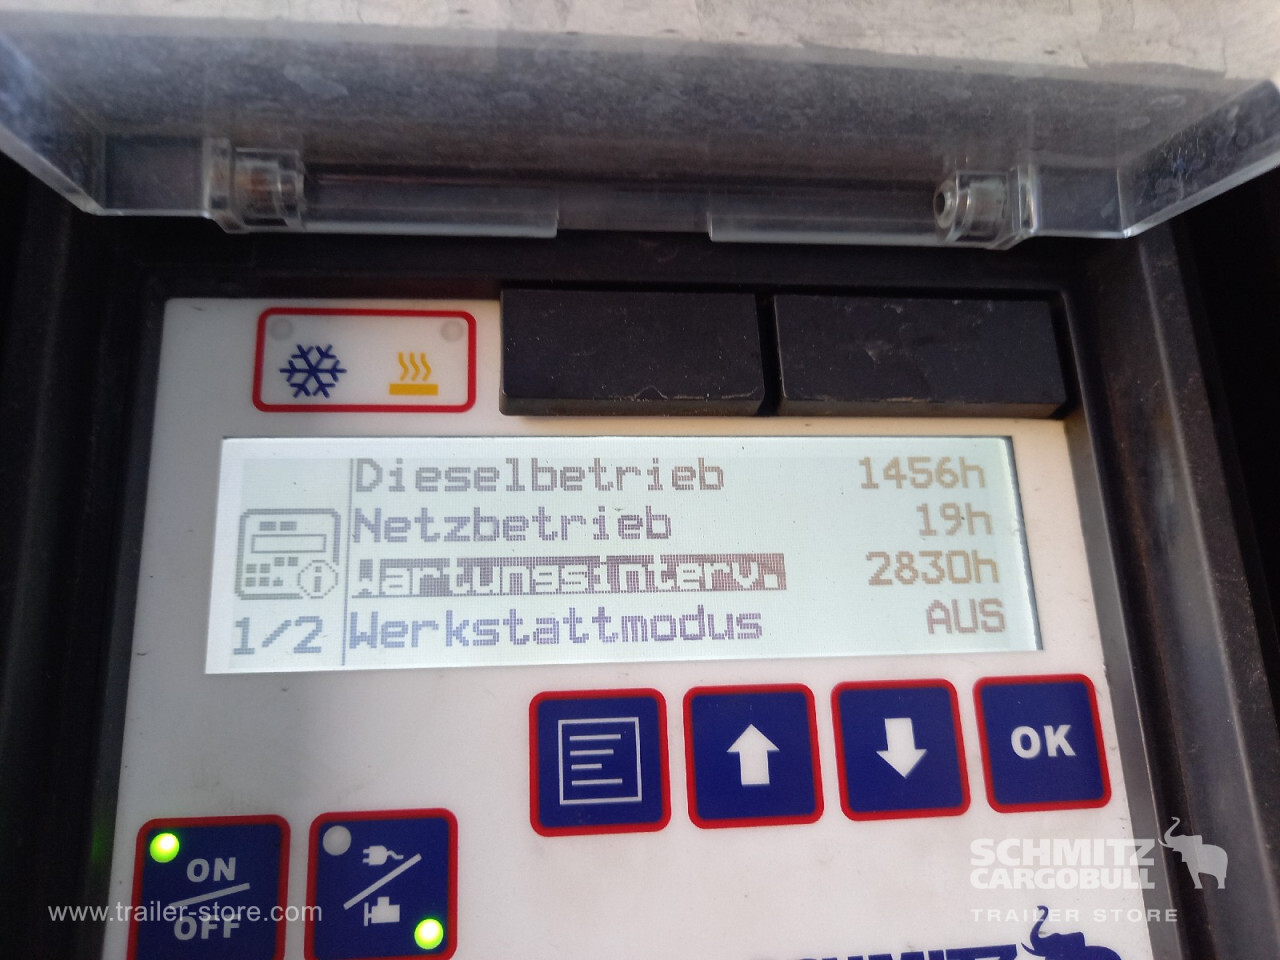 Dieselbetrieb 1456h
Netzbetrieb 19h
Wartungsinterv. 2830h
1/2 Werkstattmodus AUS
OK
ON
OFF
www.trailer-store.com
SCHMITZ
CARGOBULL
TRAILER STORE
SCHMITZ